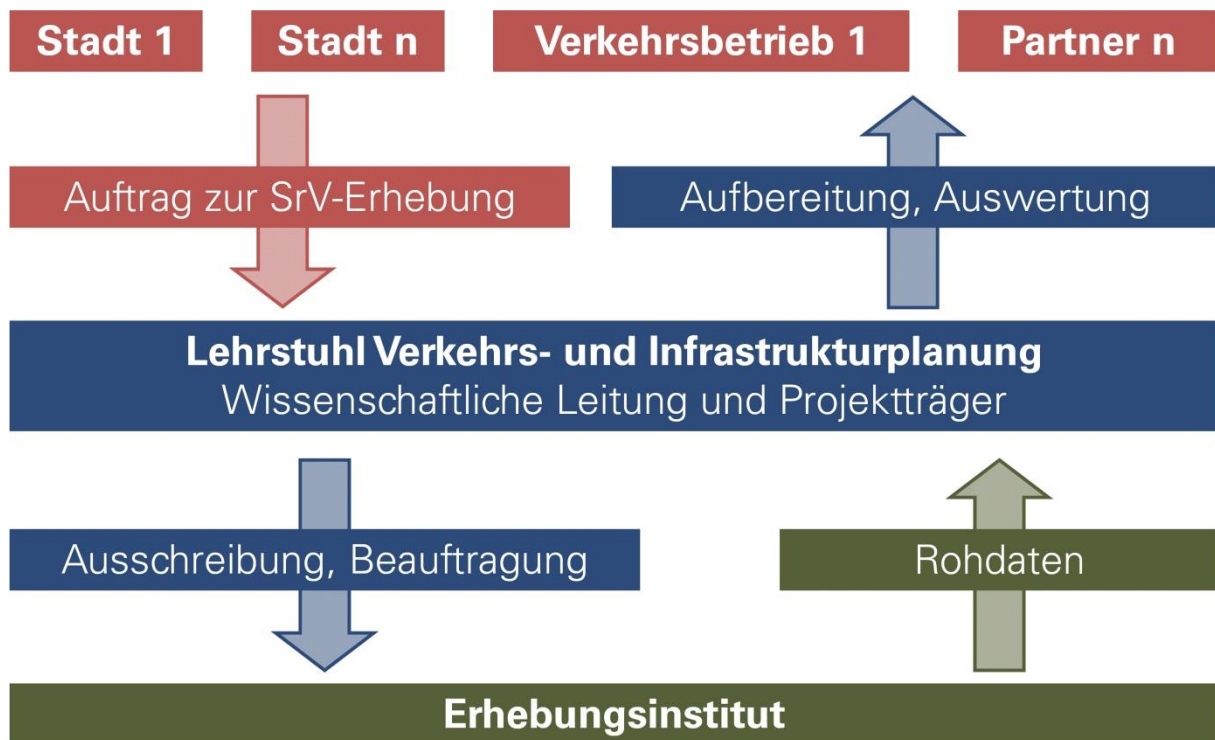 Stadt 1
Stadt n
Verkehrsbetrieb 1
Partner n
Auftrag zur SrV-Erhebung
Aufbereitung, Auswertung
Lehrstuhl Verkehrs- und Infrastrukturplanung
Wissenschaftliche Leitung und Projektträger
Ausschreibung, Beauftragung
Rohdaten
Erhebungsinstitut